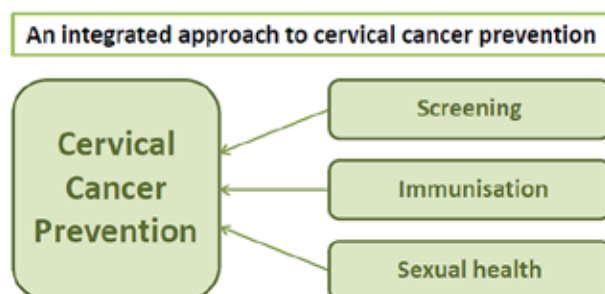 An integrated approach to cervical cancer prevention
Cervical
Cancer
Prevention
Screening
Immunisation
Sexual health